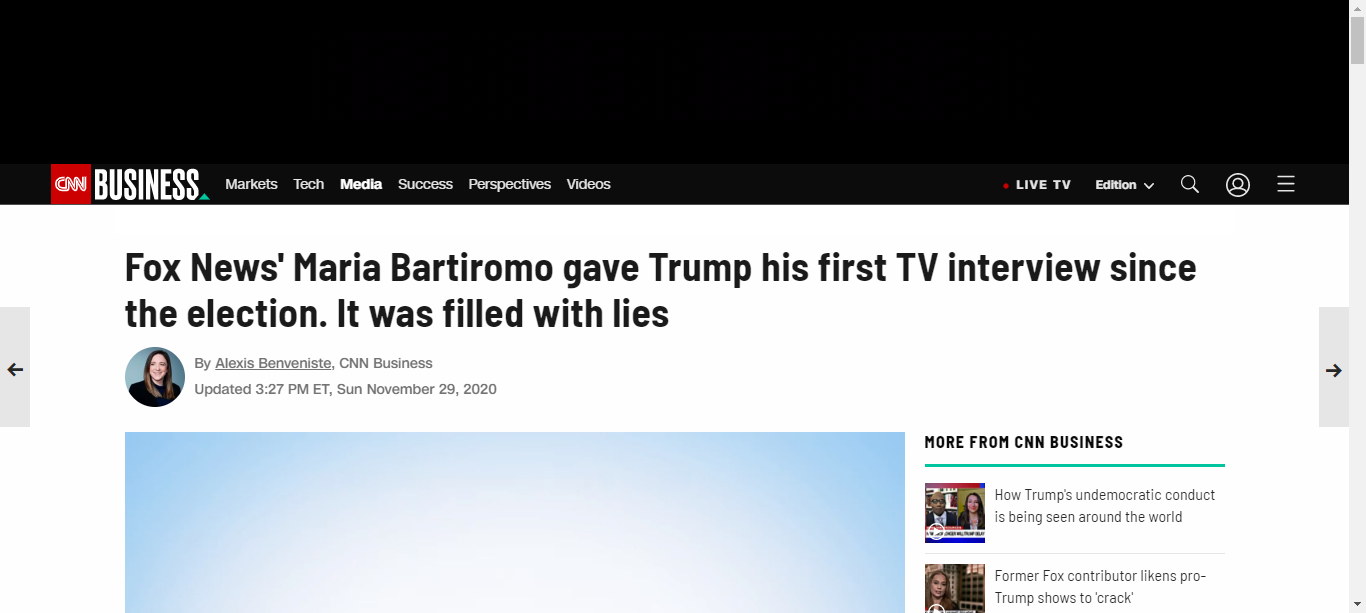 CNN BUSINESS Markets Tech Media Success Perspectives Videos LIVE TV Edition
Fox News' Maria Bartiromo gave Trump his first TV interview since
the election. It was filled with lies
By Alexis Benveniste, CNN Business
Updated 3:27 PM ET, Sun November 29, 2020
MORE FROM CNN BUSINESS
How Trump's undemocratic conduct
is being seen around the world
Former Fox contributor likens pro-
Trump shows to 'crack'